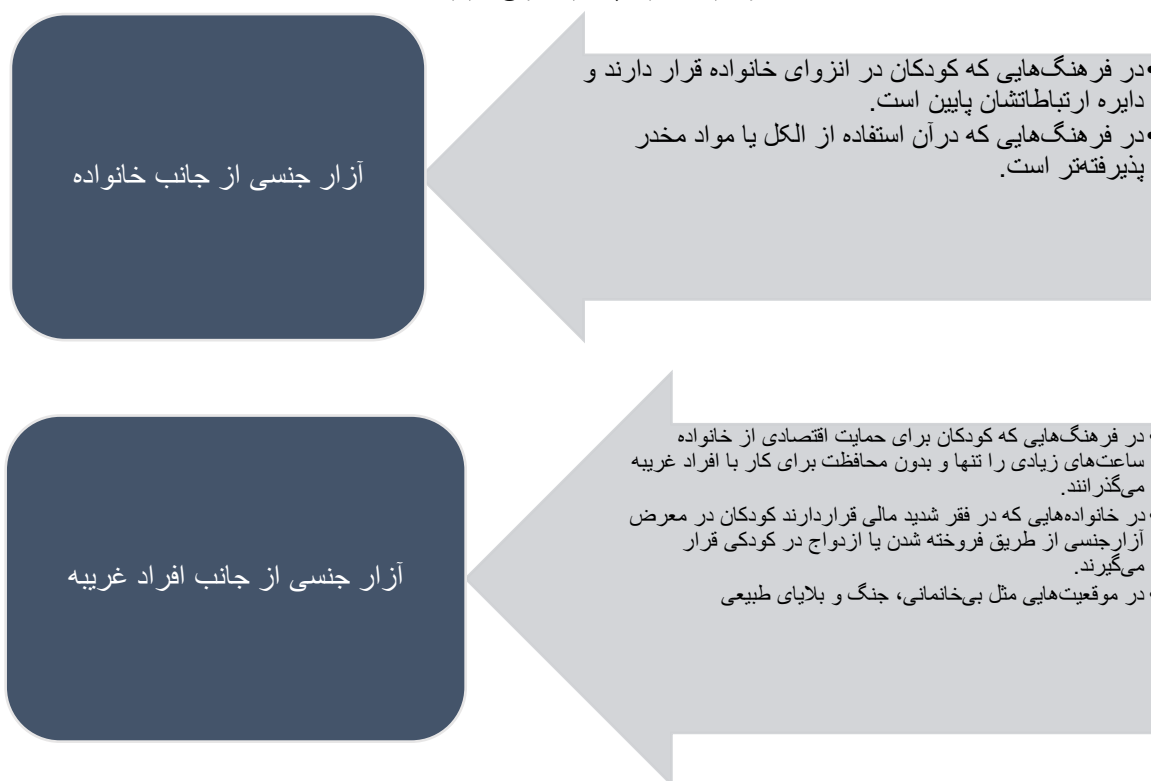 •در فرهنگ‌هایی که کودکان در انزوای خانواده قرار دارند و
دایره ارتباطاتشان پایین است.
•در فرهنگ‌هایی که درآن استفاده از الکل یا مواد مخدر
پذیرفته‌تر است.
آزار جنسی از جانب خانواده
•در فرهنگ‌هایی که کودکان برای حمایت اقتصادی از خانواده
ساعت‌های زیادی را تنها و بدون محافظت برای کار با افراد غریبه
می‌گذرانند.
•در خانواده‌هایی که در فقر شدید مالی قراردارند کودکان در معرض
آزارجنسی از طریق فروخته شدن یا ازدواج در کودکی قرار
می‌گیرند.
•در موقعیت‌هایی مثل بی‌خانمانی، جنگ و بلایای طبیعی
آزار جنسی از جانب افراد غریبه